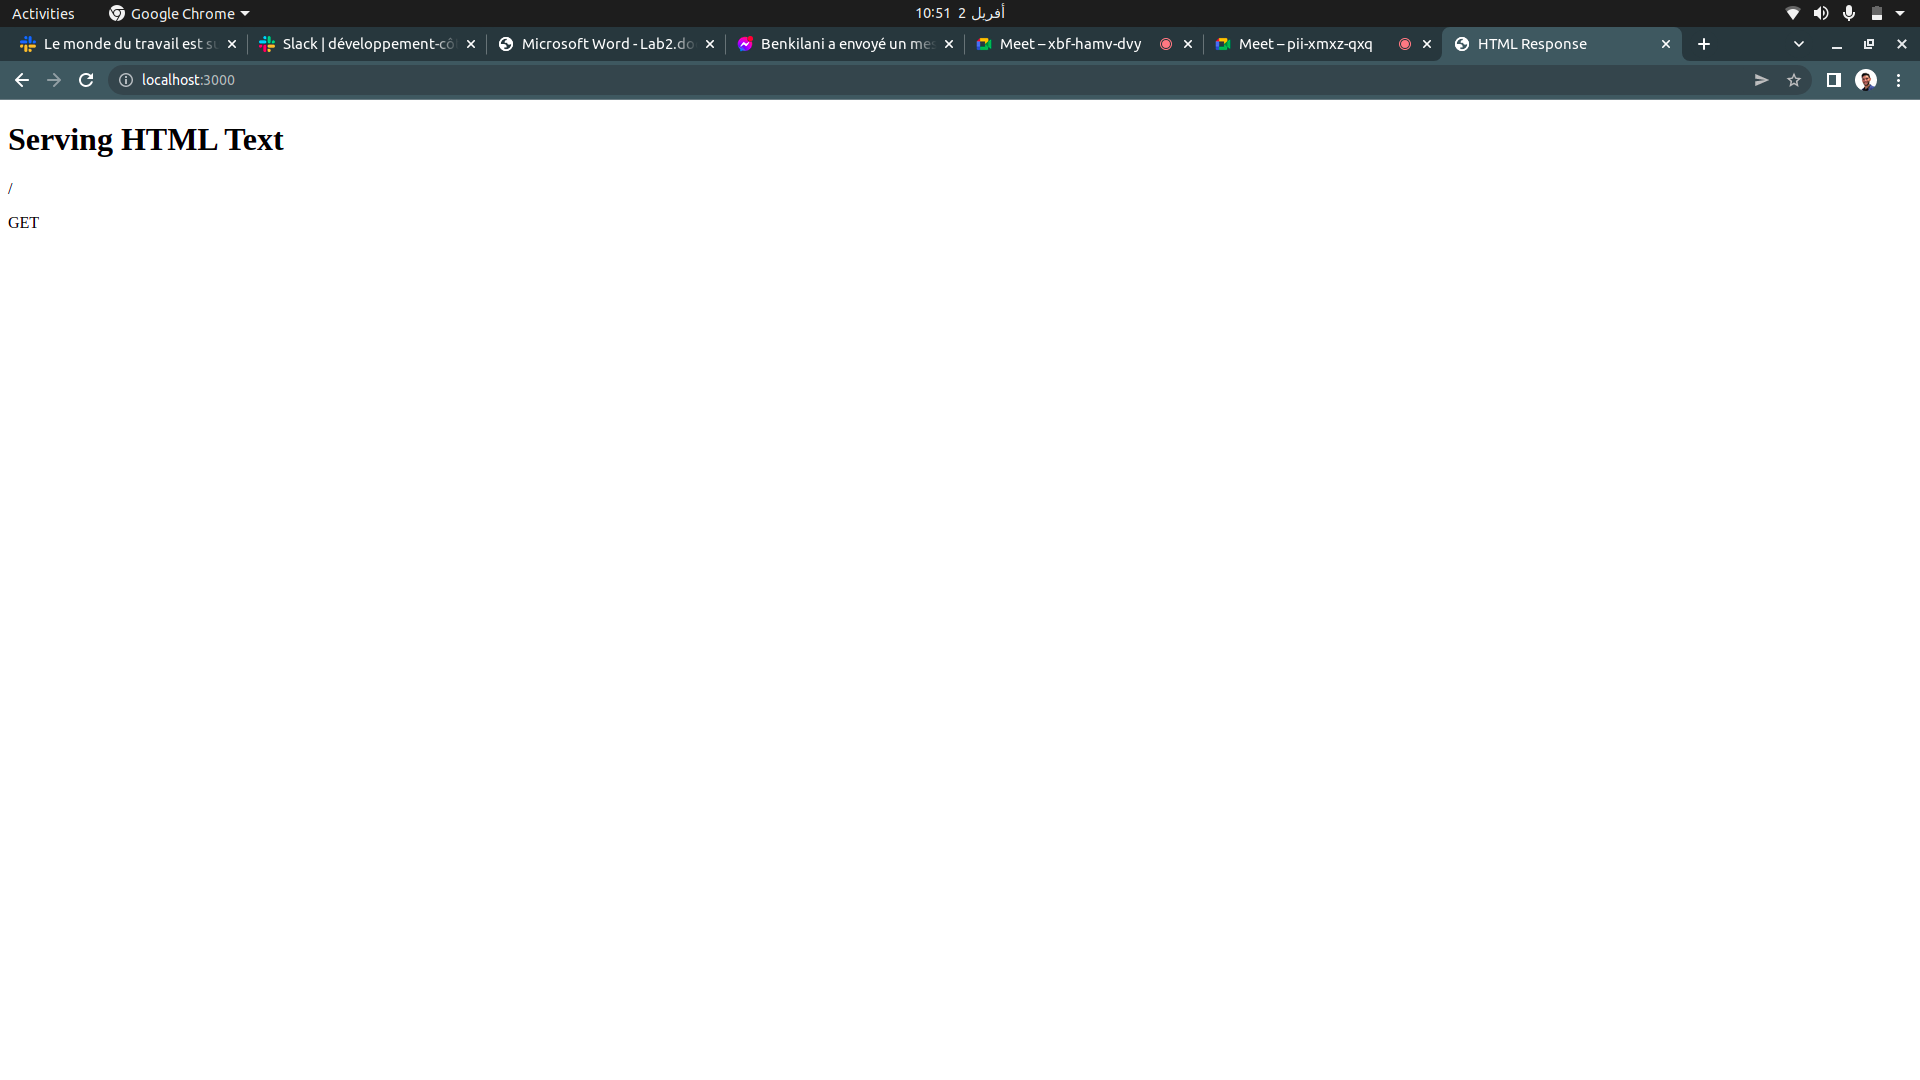 Activities
Google Chrome
10:51 2 أفريل
Le monde du travail est
Slack | développement-cô
Microsoft Word - Lab2.do
Benkilani a envoyé un mes
Meet – xbf-hamv-dvy
Meet – pii-xmxz-qxq
HTML Response
localhost:3000
Serving HTML Text
/
GET